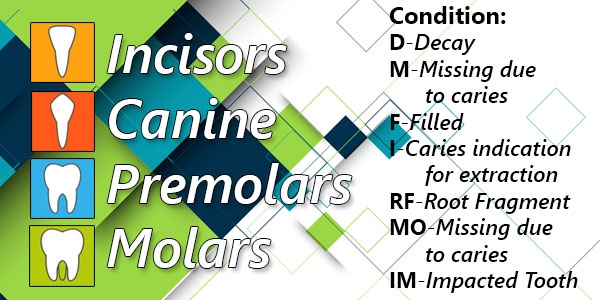 Incisors
Canine
Premolars
Molars
Condition:
D-Decay
M-Missing due
to caries
F-Filled
I-Caries indication
for extraction
RF-Root Fragment
MO-Missing due
to caries
IM-Impacted Tooth